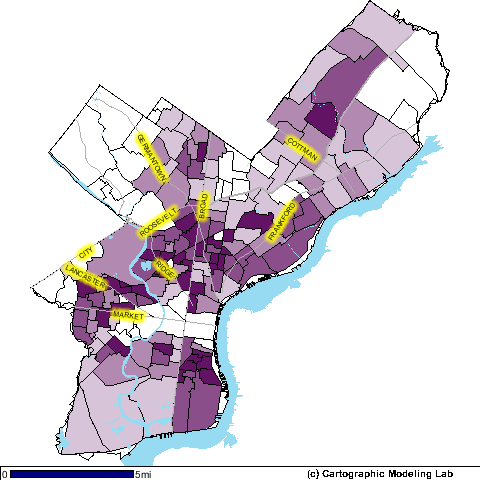 GERMANTOWN
COTTMAN
BROAD
ROOSEVELT
FRANKFORD
CITY
RIDGE
LANCASTER
MARKET
0 5mi (c) Cartographic Modeling Lab